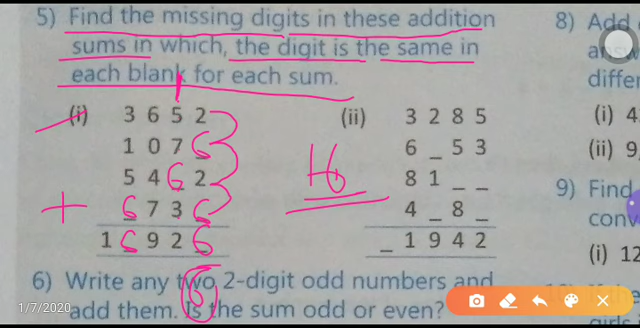 5) Find the missing digits in these addition
sums in which, the digit is the same in
each blank for each sum.
(i) 3 6 5 2
1 0 7 6
5 4 6 2
+ 6 7 3 6
1 6 9 2 6
6
16
(ii) 3 2 8 5
6 _ 5 3
8 1 _ _
4 _ 8 _
_ 1 9 4 2
6) Write any two 2-digit odd numbers and
add them. Is the sum odd or even?
8) Add
answ
differ
(i) 4
(ii) 9
9) Find
conv
(i) 12
1/7/2020